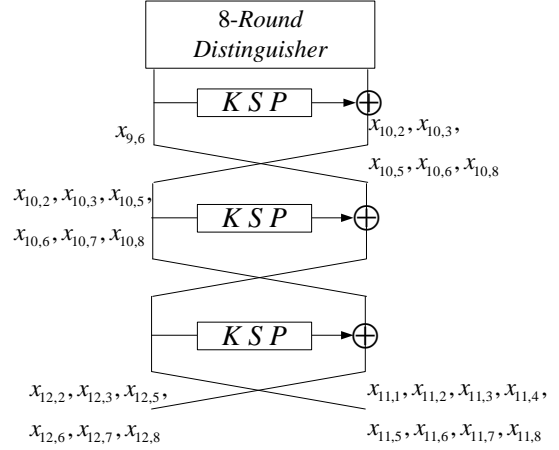 8-Round
Distinguisher
K S P
x_{9,6}
x_{10,2}, x_{10,3},
x_{10,5}, x_{10,6}, x_{10,8}
x_{10,2}, x_{10,3}, x_{10,5},
x_{10,6}, x_{10,7}, x_{10,8}
K S P
K S P
x_{12,2}, x_{12,3}, x_{12,5},
x_{12,6}, x_{12,7}, x_{12,8}
x_{11,1}, x_{11,2}, x_{11,3}, x_{11,4},
x_{11,5}, x_{11,6}, x_{11,7}, x_{11,8}